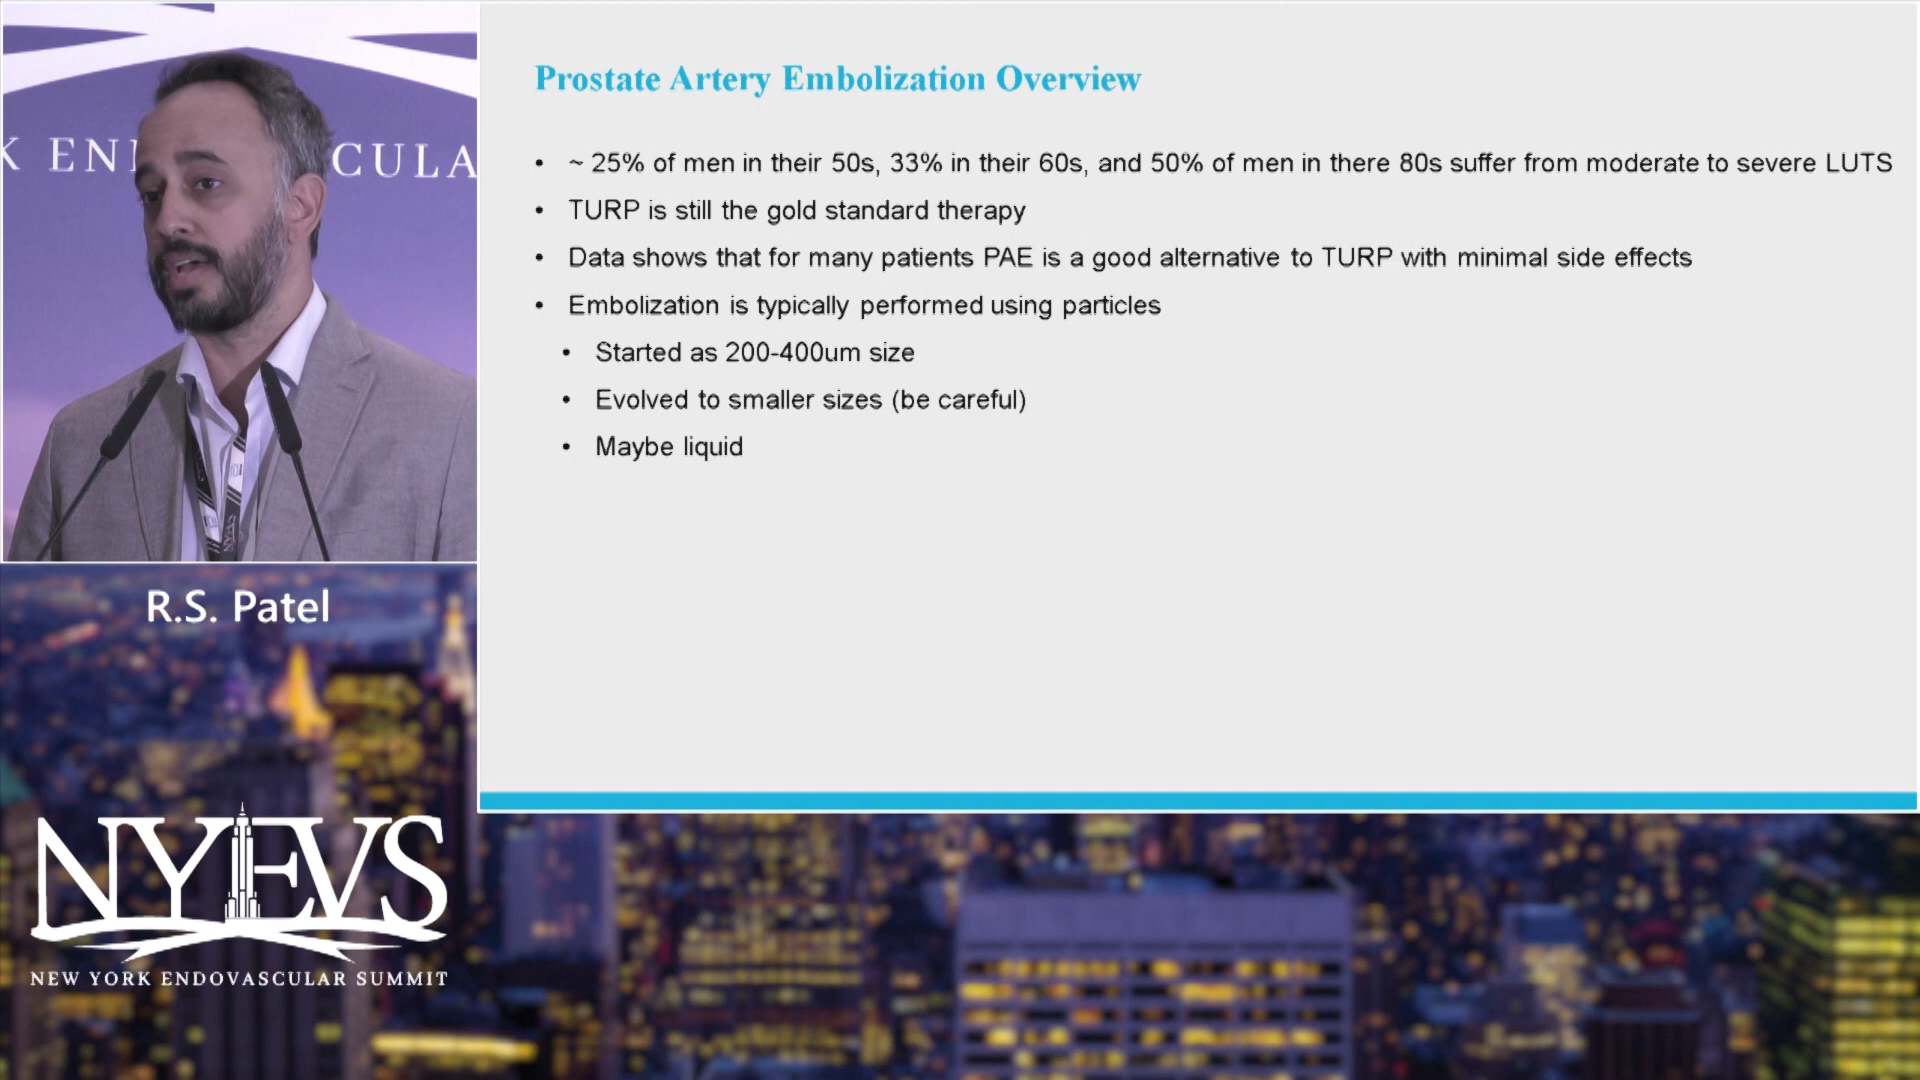 K EN CULA
R.S. Patel
NYEVS
NEW YORK ENDOVASCULAR SUMMIT
Prostate Artery Embolization Overview
• ~ 25% of men in their 50s, 33% in their 60s, and 50% of men in there 80s suffer from moderate to severe LUTS
• TURP is still the gold standard therapy
• Data shows that for many patients PAE is a good alternative to TURP with minimal side effects
• Embolization is typically performed using particles
• Started as 200-400um size
• Evolved to smaller sizes (be careful)
• Maybe liquid